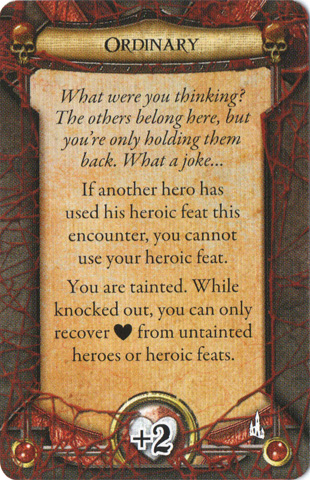 ORDINARY
What were you thinking?
The others belong here, but
you're only holding them
back. What a joke...
If another hero has
used his heroic feat this
encounter, you cannot
use your heroic feat.
You are tainted. While
knocked out, you can only
recover ♥ from untainted
heroes or heroic feats.
+2